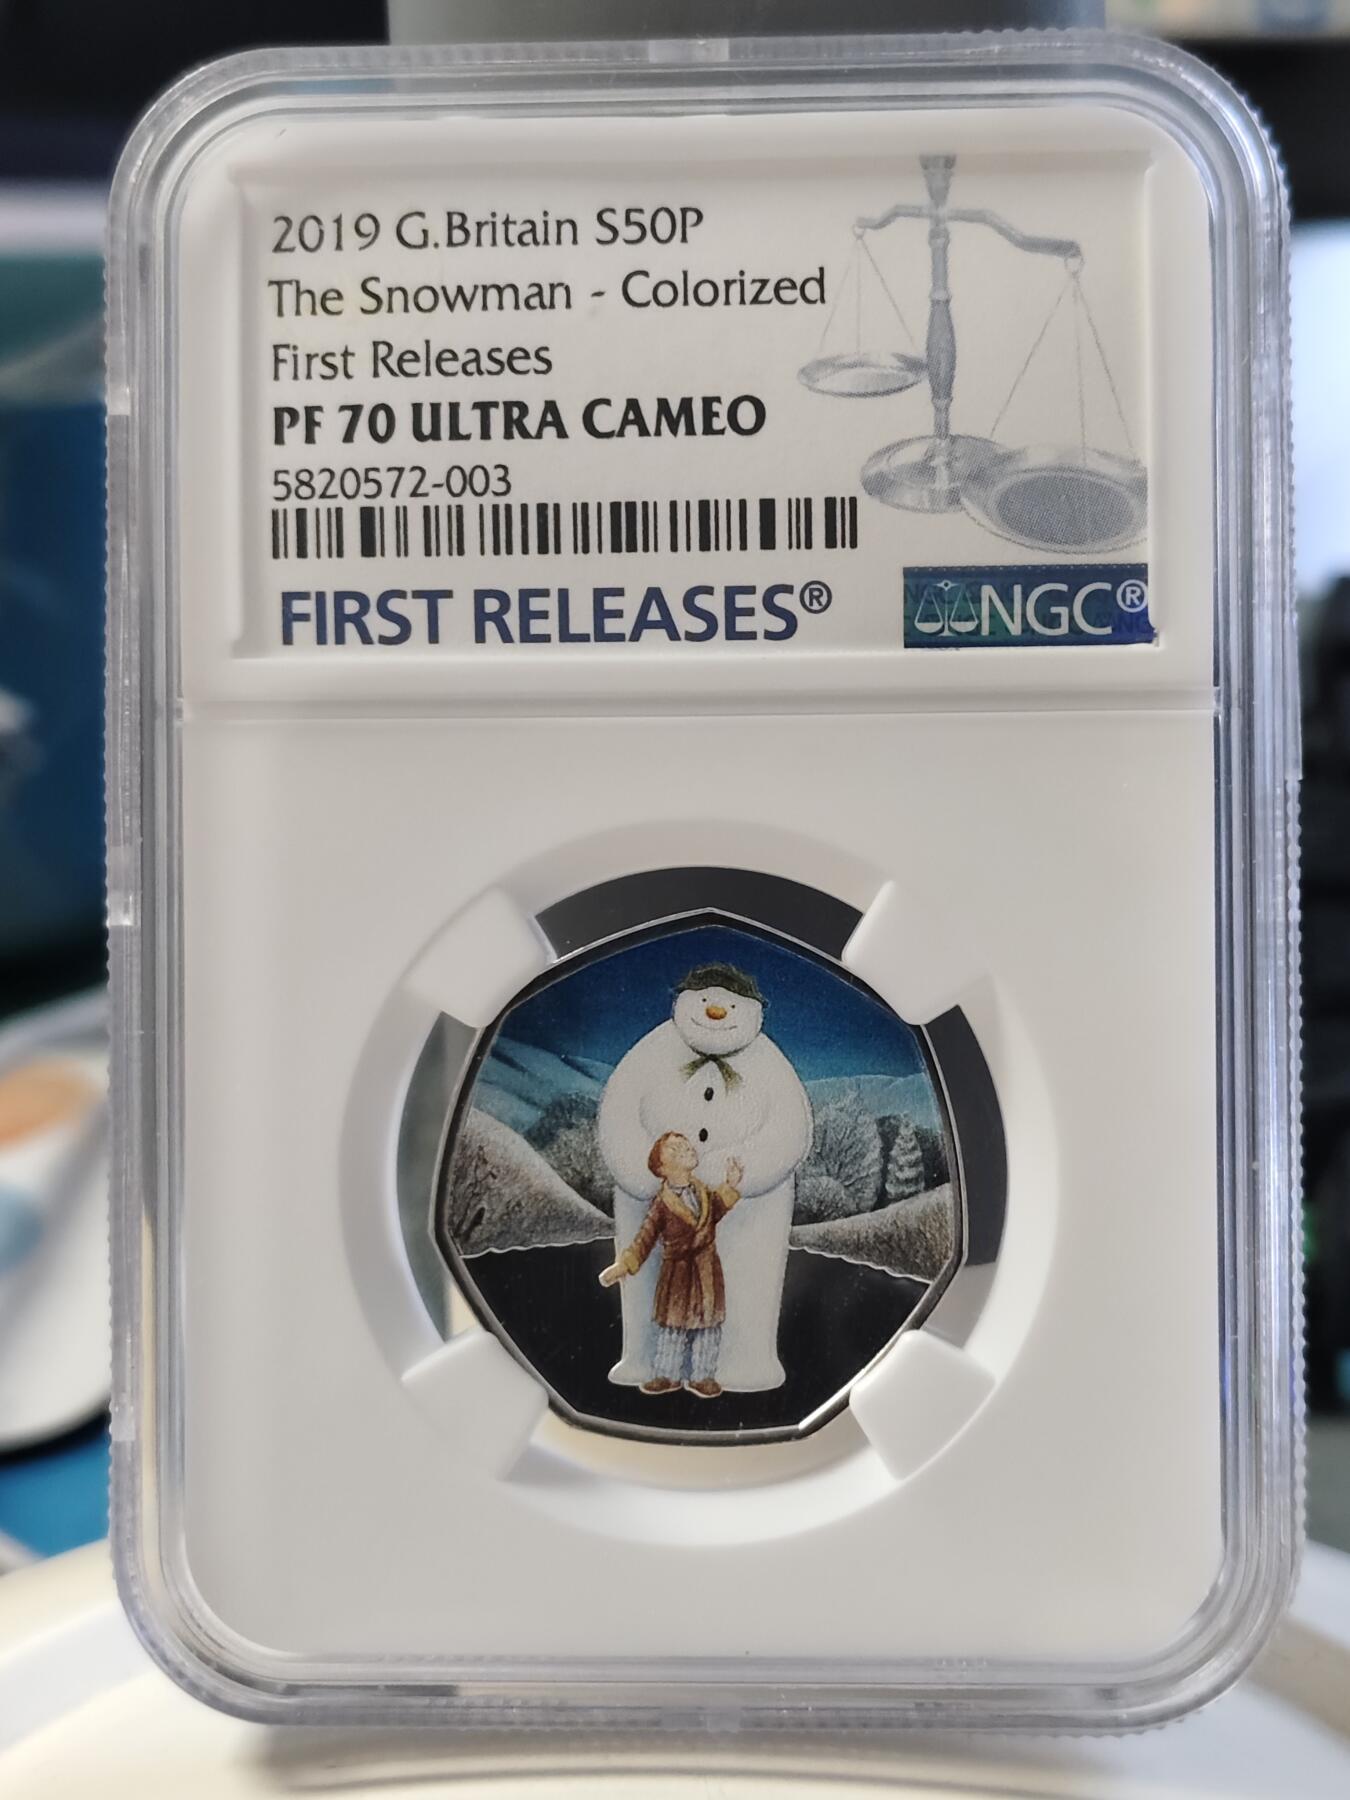 2019 G.Britain S50P
The Snowman - Colorized
First Releases
PF 70 ULTRA CAMEO
5820572-003
FIRST RELEASES®
NGC®